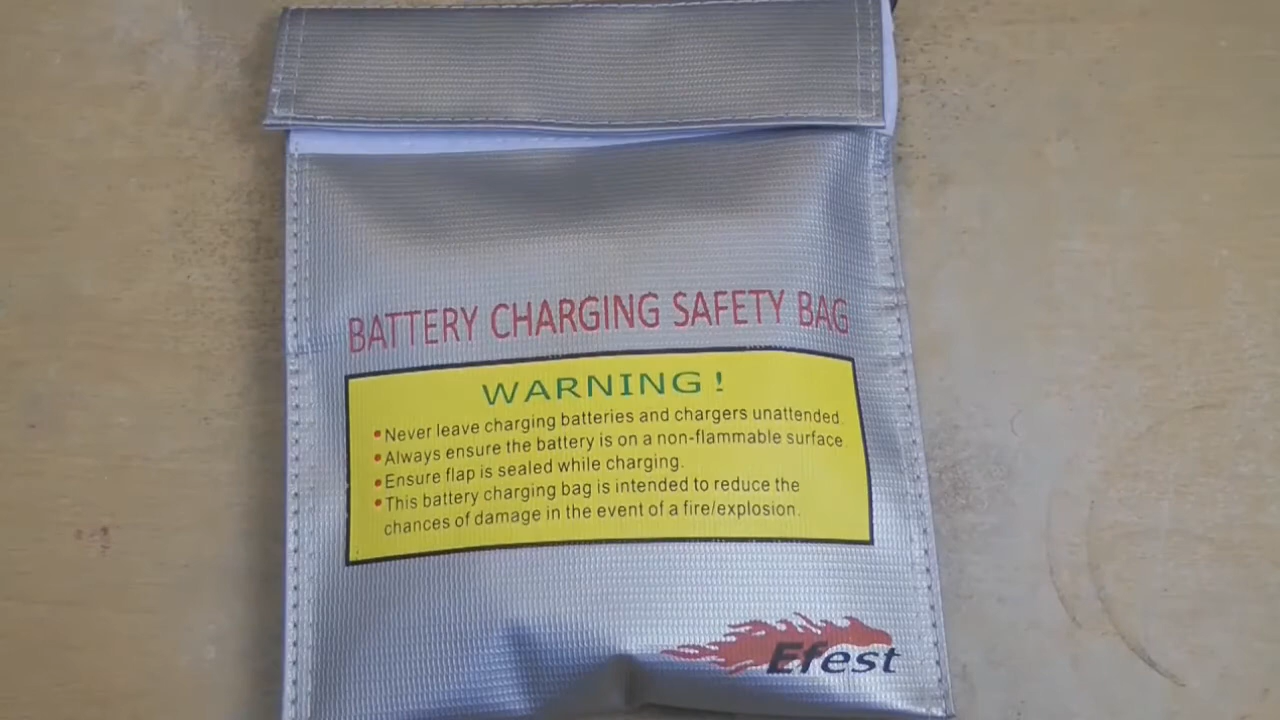 BATTERY CHARGING SAFETY BAG
WARNING!
•Never leave charging batteries and chargers unattended.
•Always ensure the battery is on a non-flammable surface.
•Ensure flap is sealed while charging.
•This battery charging bag is intended to reduce the
chances of damage in the event of a fire/explosion.
Efest